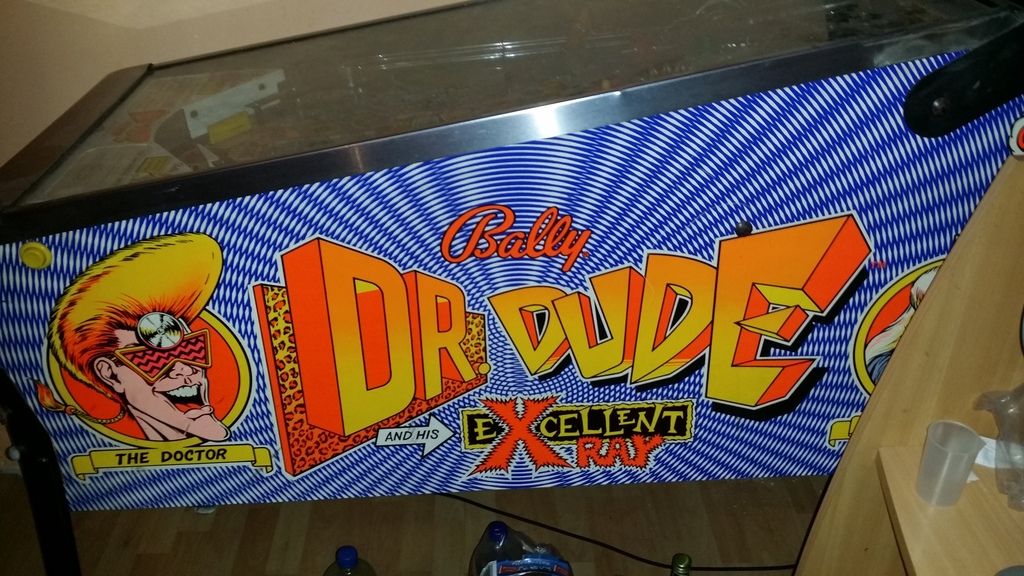 Bally
DR. DUDE
AND HIS
EXCELLENT
RAY
THE DOCTOR